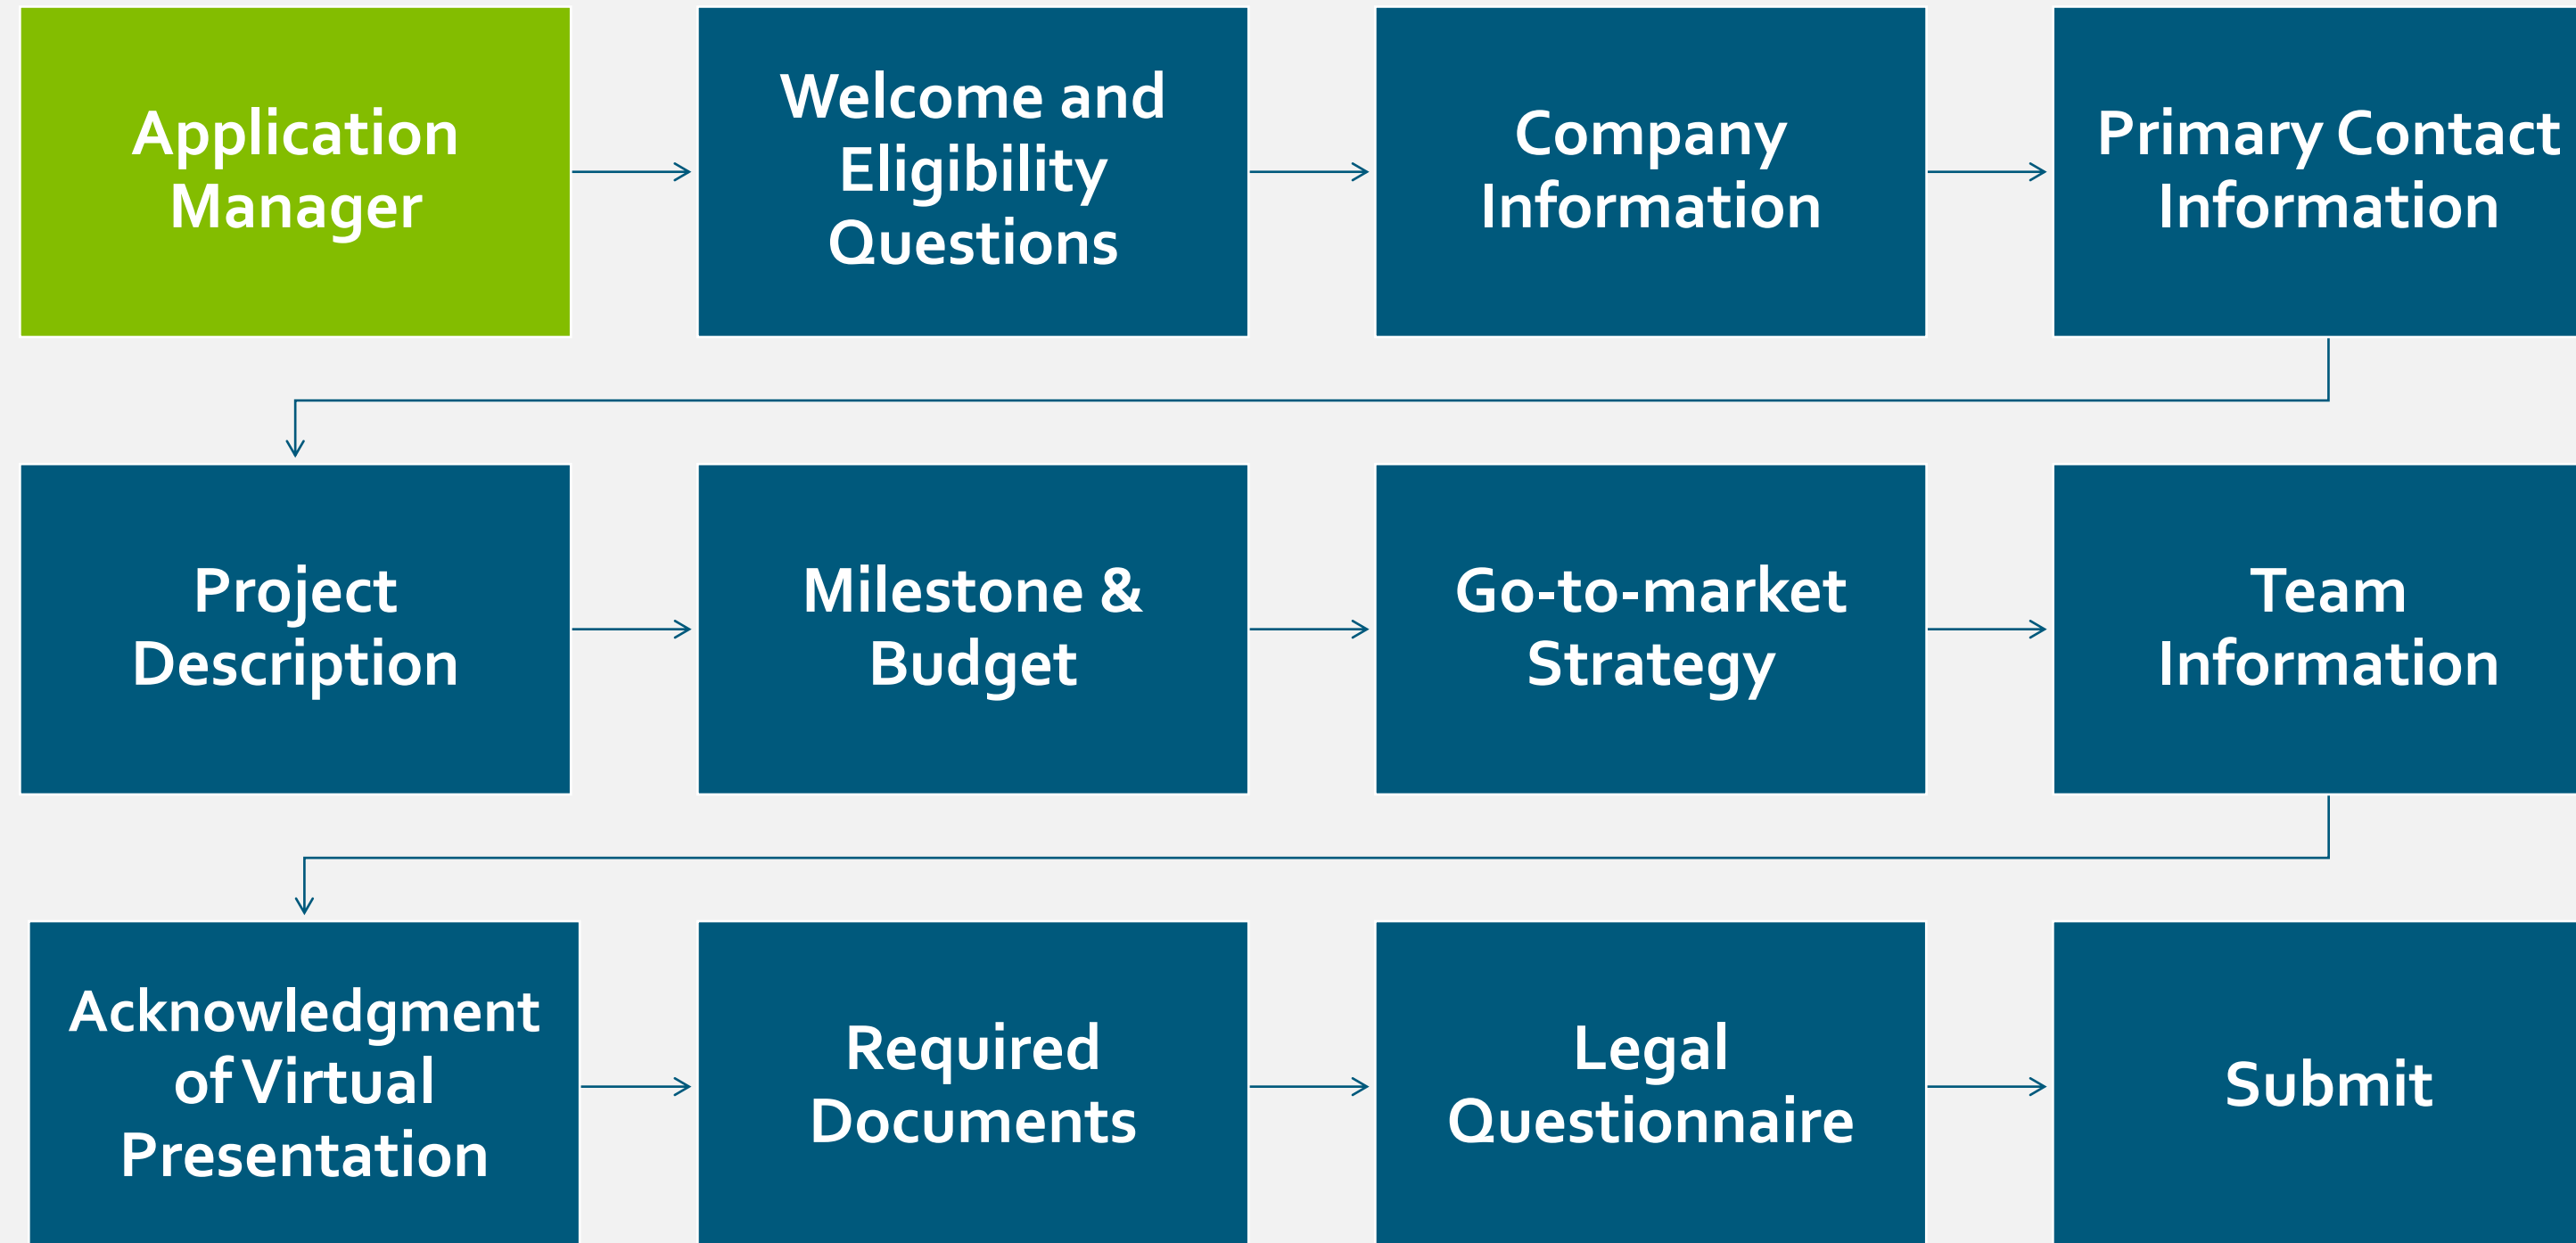 Application
Manager
Welcome and
Eligibility
Questions
Company
Information
Primary Contact
Information
Project
Description
Milestone &
Budget
Go-to-market
Strategy
Team
Information
Acknowledgment
of Virtual
Presentation
Required
Documents
Legal
Questionnaire
Submit